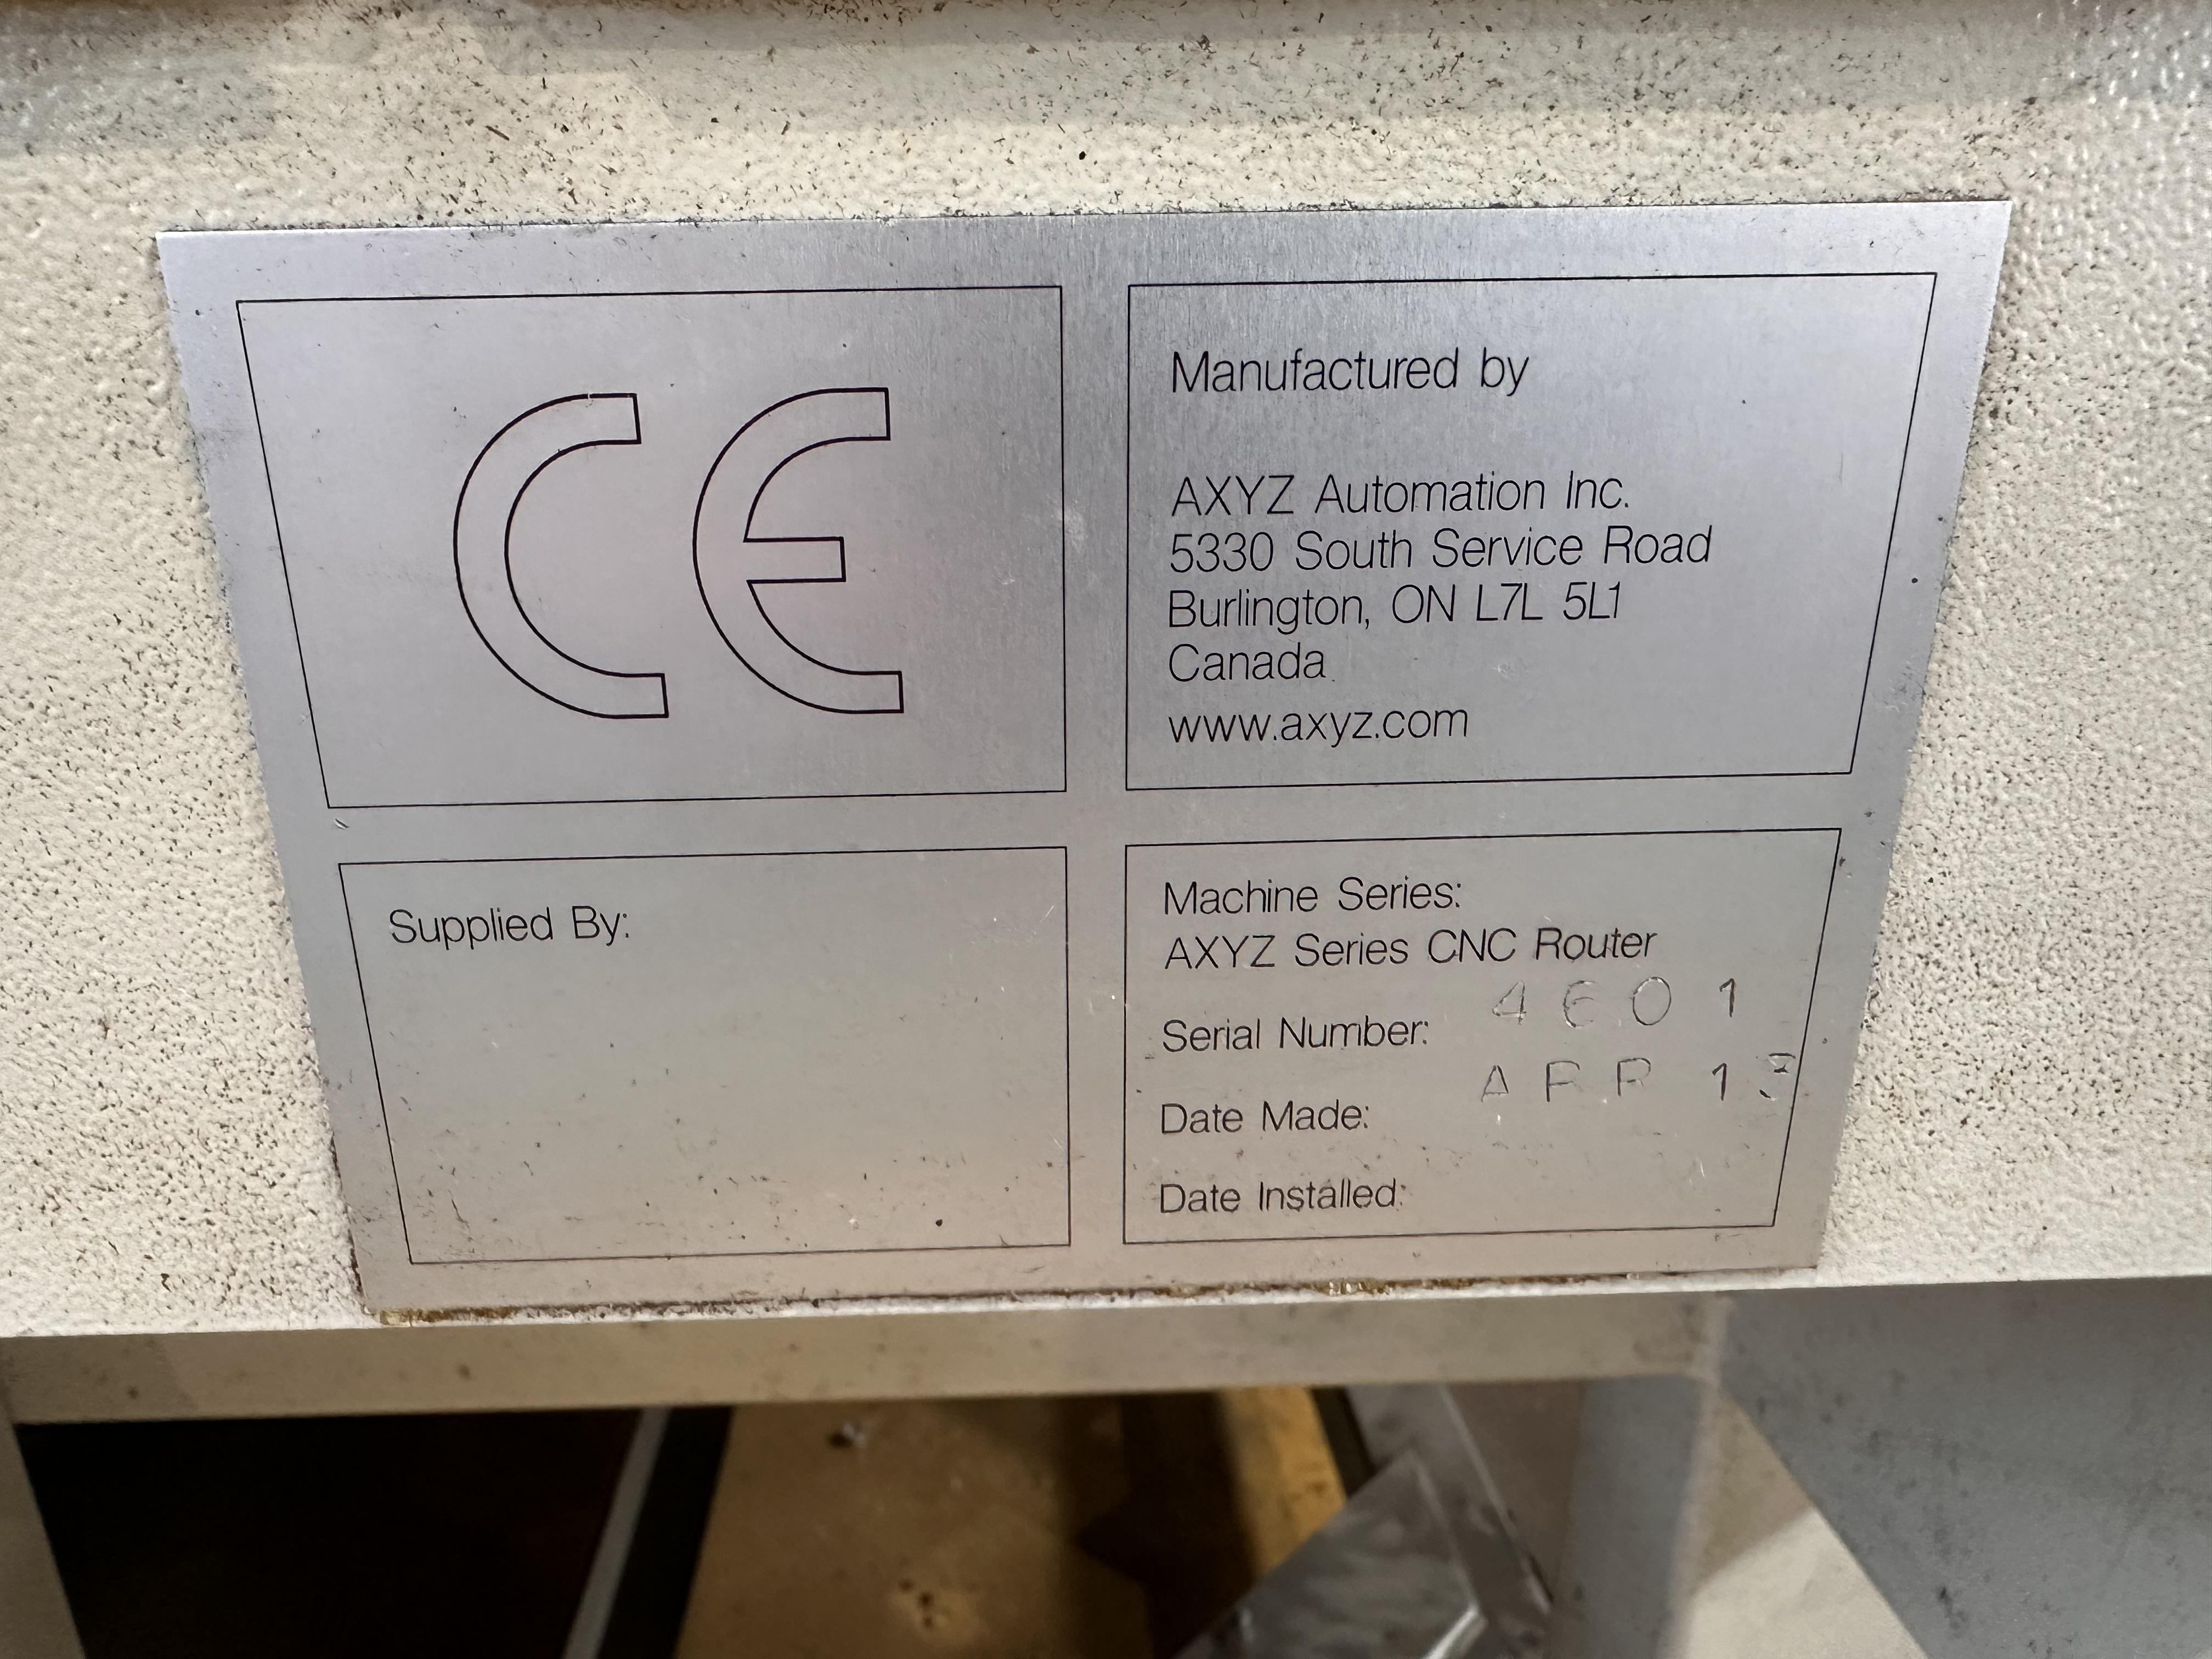 CE
Manufactured by
AXYZ Automation Inc.
5330 South Service Road
Burlington, ON L7L 5L1
Canada
www.axyz.com
Supplied By:
Machine Series:
AXYZ Series CNC Router
Serial Number: 4601
Date Made: APR 13
Date Installed: